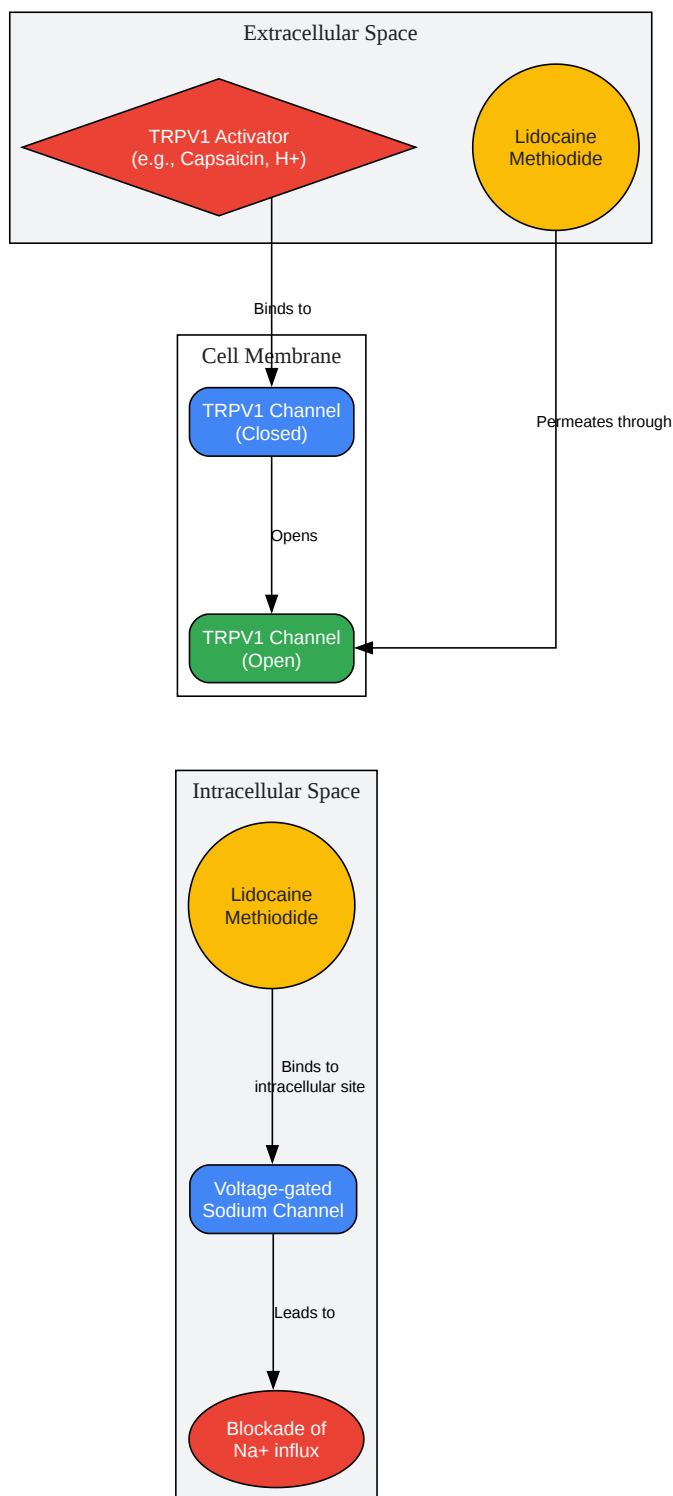 Extracellular Space
TRPV1 Activator
(e.g., Capsaicin, H+)
Lidocaine
Methiodide
Binds to
Cell Membrane
TRPV1 Channel
(Closed)
Permeates through
Opens
TRPV1 Channel
(Open)
Intracellular Space
Lidocaine
Methiodide
Binds to
intracellular site
Voltage-gated
Sodium Channel
Leads to
Blockade of
Na+ influx